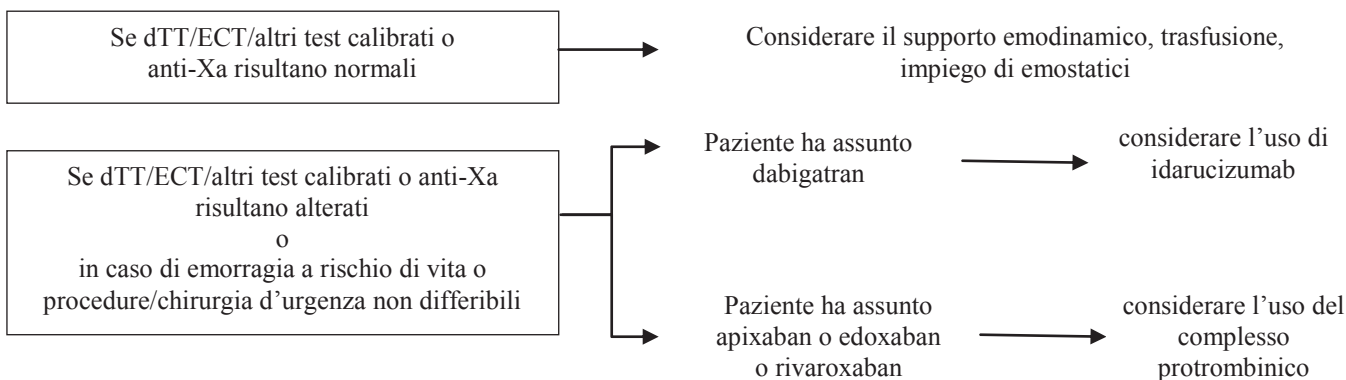 Se dTT/ECT/altri test calibrati o
anti-Xa risultano normali
Considerare il supporto emodinamico, trasfusione,
impiego di emostatici
Se dTT/ECT/altri test calibrati o anti-Xa
risultano alterati
o
in caso di emorragia a rischio di vita o
procedure/chirurgia d’urgenza non differibili
Paziente ha assunto
dabigatran
considerare l’uso di
idarucizumab
Paziente ha assunto
apixaban o edoxaban
o rivaroxaban
considerare l’uso del
complesso
protrombinico